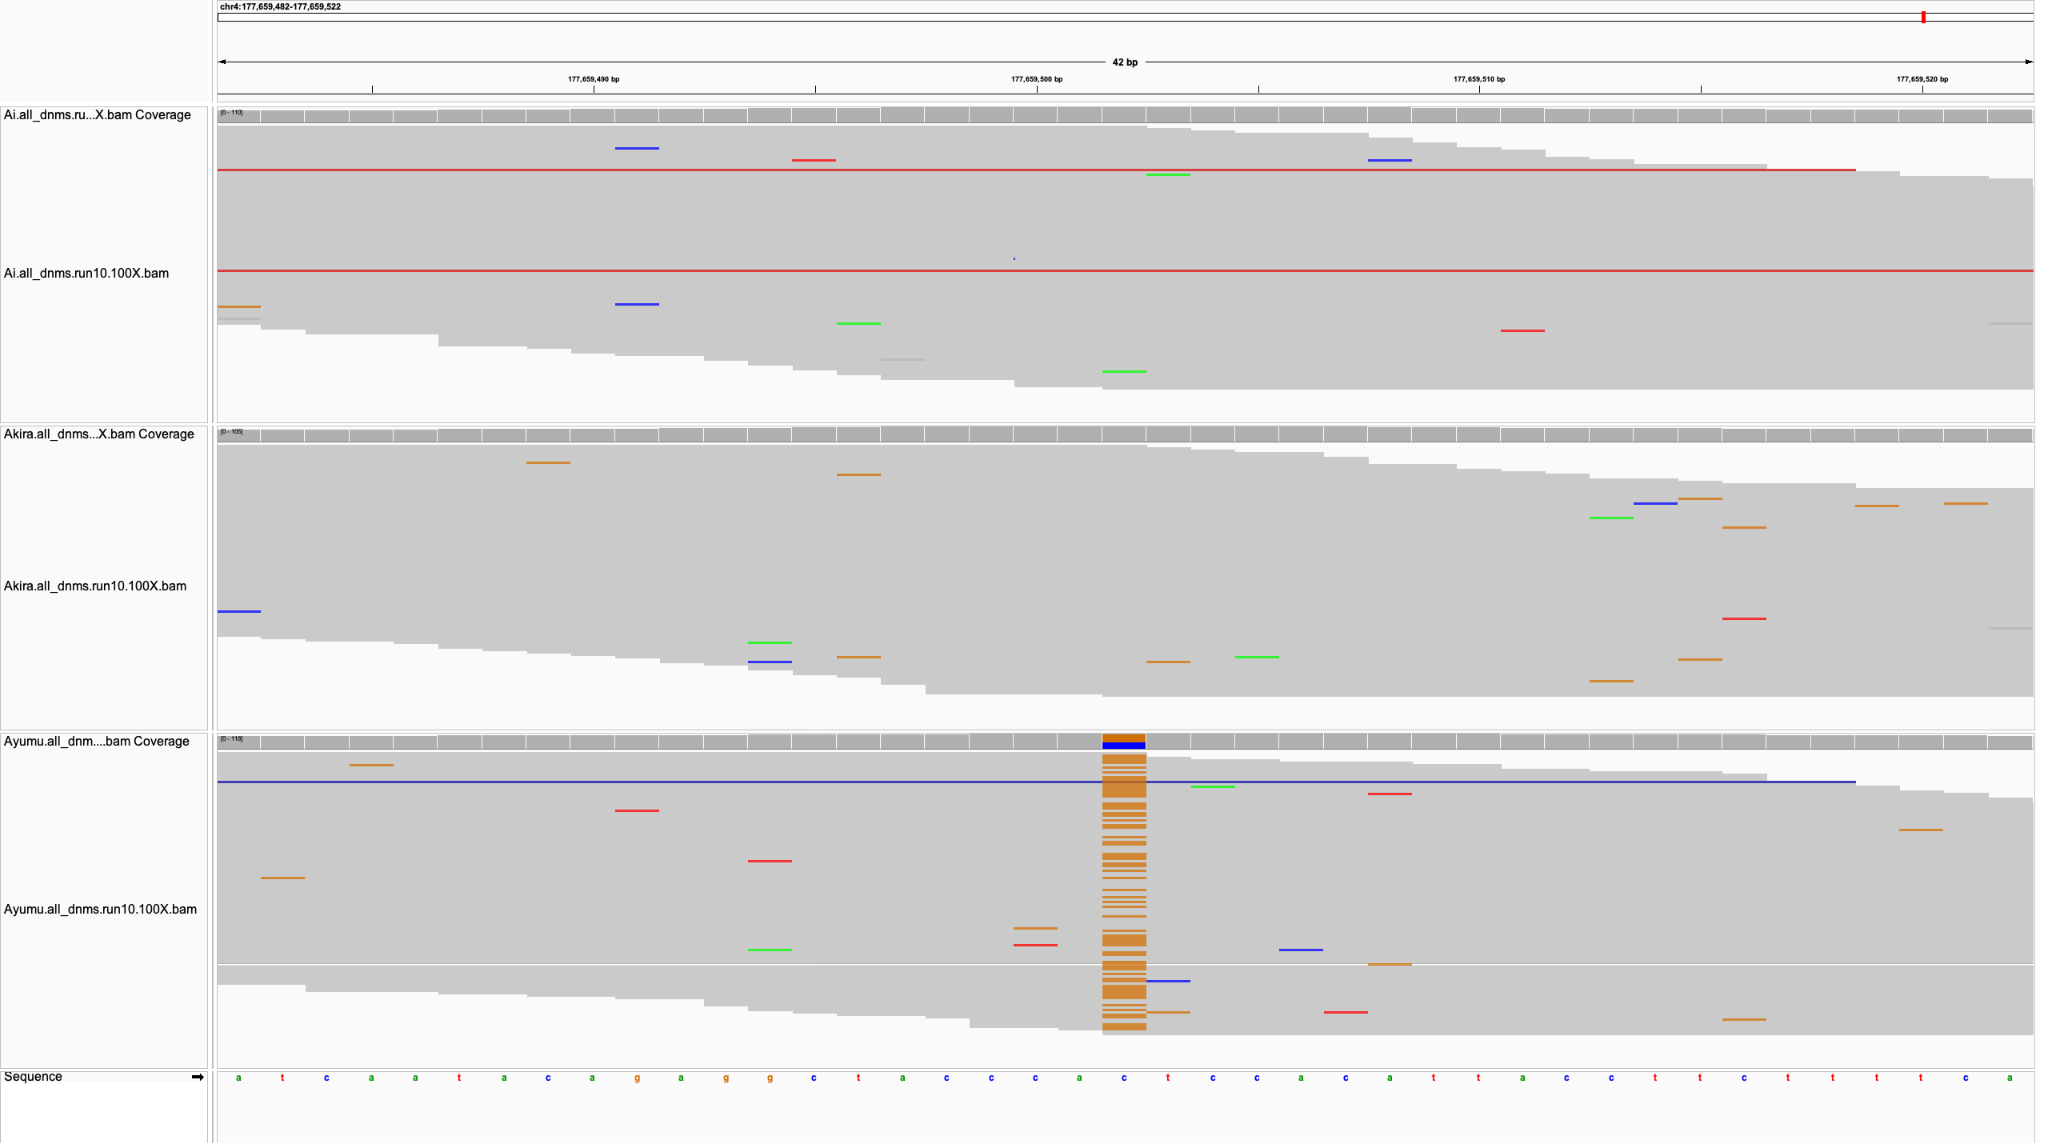 chr4:177,659,482-177,659,522
42 bp
177,659,490 bp 177,659,500 bp 177,659,510 bp 177,659,520 bp
Ai.all_dnms.ru...X.bam Coverage
[0 - 110]
Ai.all_dnms.run10.100X.bam
Akira.all_dnms...X.bam Coverage
[0 - 105]
Akira.all_dnms.run10.100X.bam
Ayumu.all_dnm....bam Coverage
[0 - 118]
Ayumu.all_dnms.run10.100X.bam
Sequence a t c a a t a c a g a g g c t a c c c a c t c c a c a t t a c c t t c t t t t c a